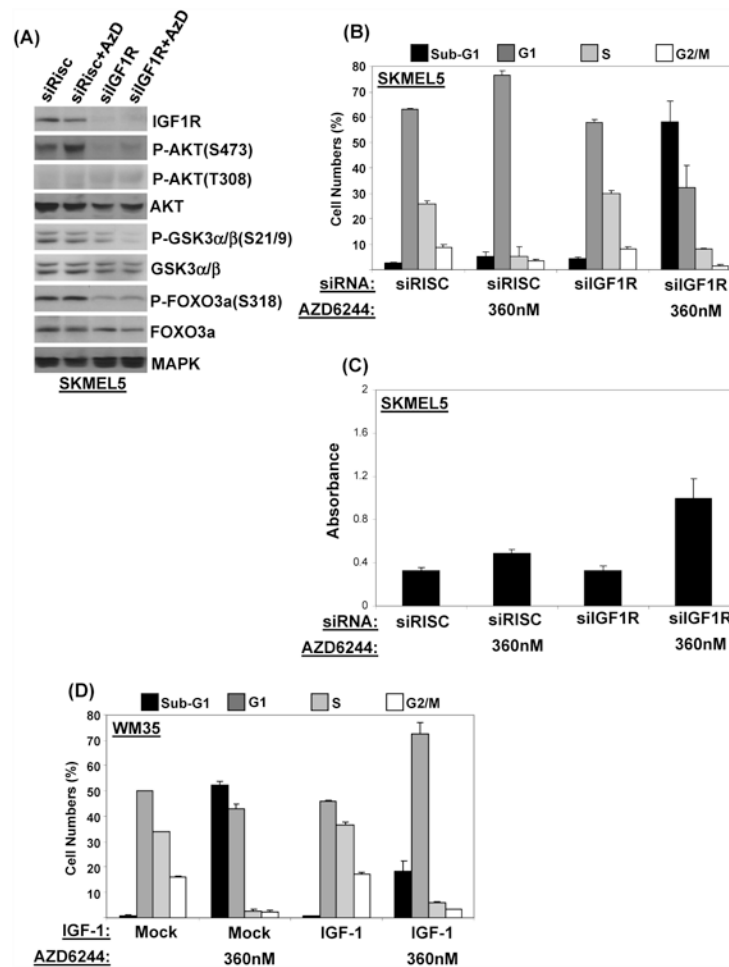 (A)
siRisc
siRisc+AzD
siIGF1R
siIGF1R+AzD
IGF1R
P-AKT(S473)
P-AKT(T308)
AKT
P-GSK3α/β(S21/9)
GSK3α/β
P-FOXO3a(S318)
FOXO3a
MAPK
SKMEL5
(B)
Sub-G1 G1 S G2/M
SKMEL5
Cell Numbers (%)
80
70
60
50
40
30
20
10
siRNA: siRISC siRISC siIGF1R siIGF1R
AZD6244: 360nM 360nM
(C)
SKMEL5
Absorbance
2
1.6
1.2
0.8
0.4
0
siRNA: siRISC siRISC siIGF1R siIGF1R
AZD6244: 360nM 360nM
(D)
Sub-G1 G1 S G2/M
WM35
Cell Numbers (%)
80
70
60
50
40
30
20
10
IGF-1: Mock Mock IGF-1 IGF-1
AZD6244: 360nM 360nM